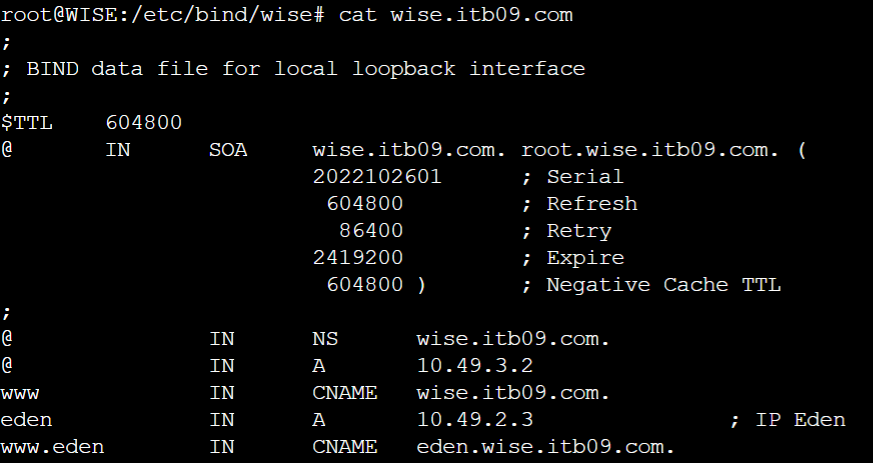 root@WISE:/etc/bind/wise# cat wise.itb09.com
;
; BIND data file for local loopback interface
;
$TTL    604800
@       IN      SOA     wise.itb09.com. root.wise.itb09.com. (
                        2022102601      ; Serial
                         604800         ; Refresh
                          86400         ; Retry
                        2419200         ; Expire
                         604800 )       ; Negative Cache TTL
;
@               IN      NS      wise.itb09.com.
@               IN      A       10.49.3.2
www             IN      CNAME   wise.itb09.com.
eden            IN      A       10.49.2.3               ; IP Eden
www.eden        IN      CNAME   eden.wise.itb09.com.